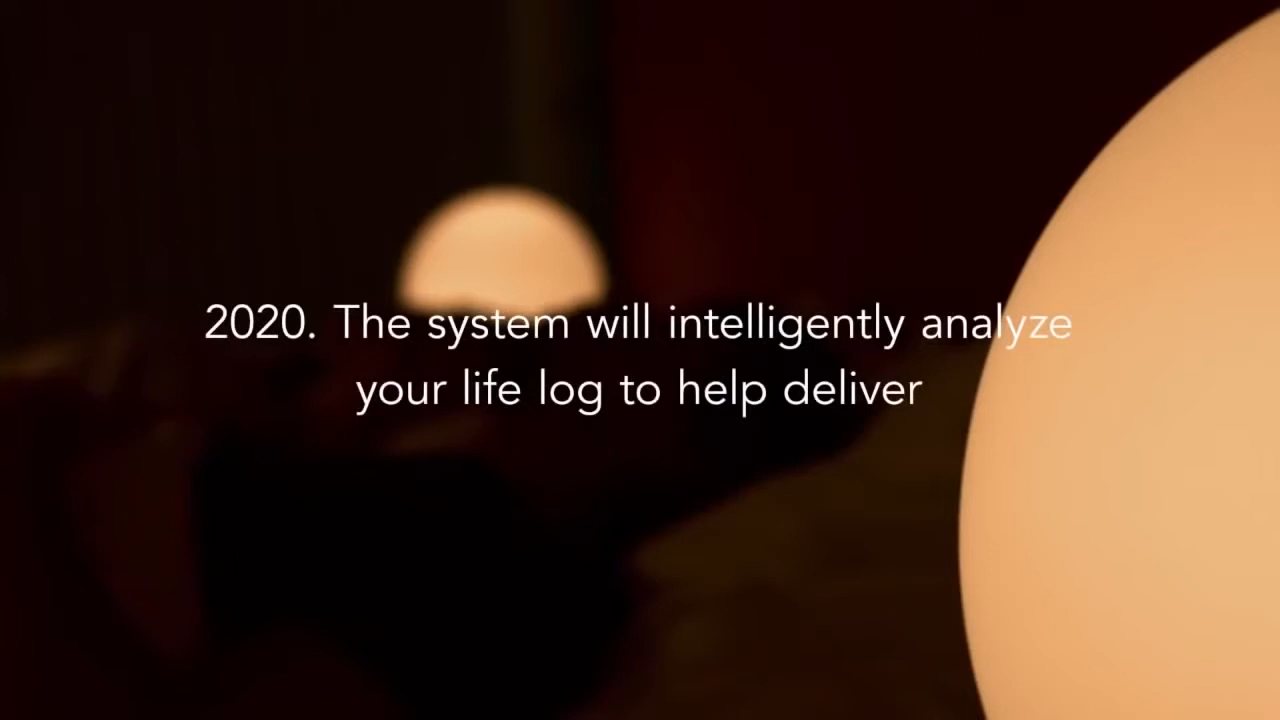 2020. The system will intelligently analyze
your life log to help deliver